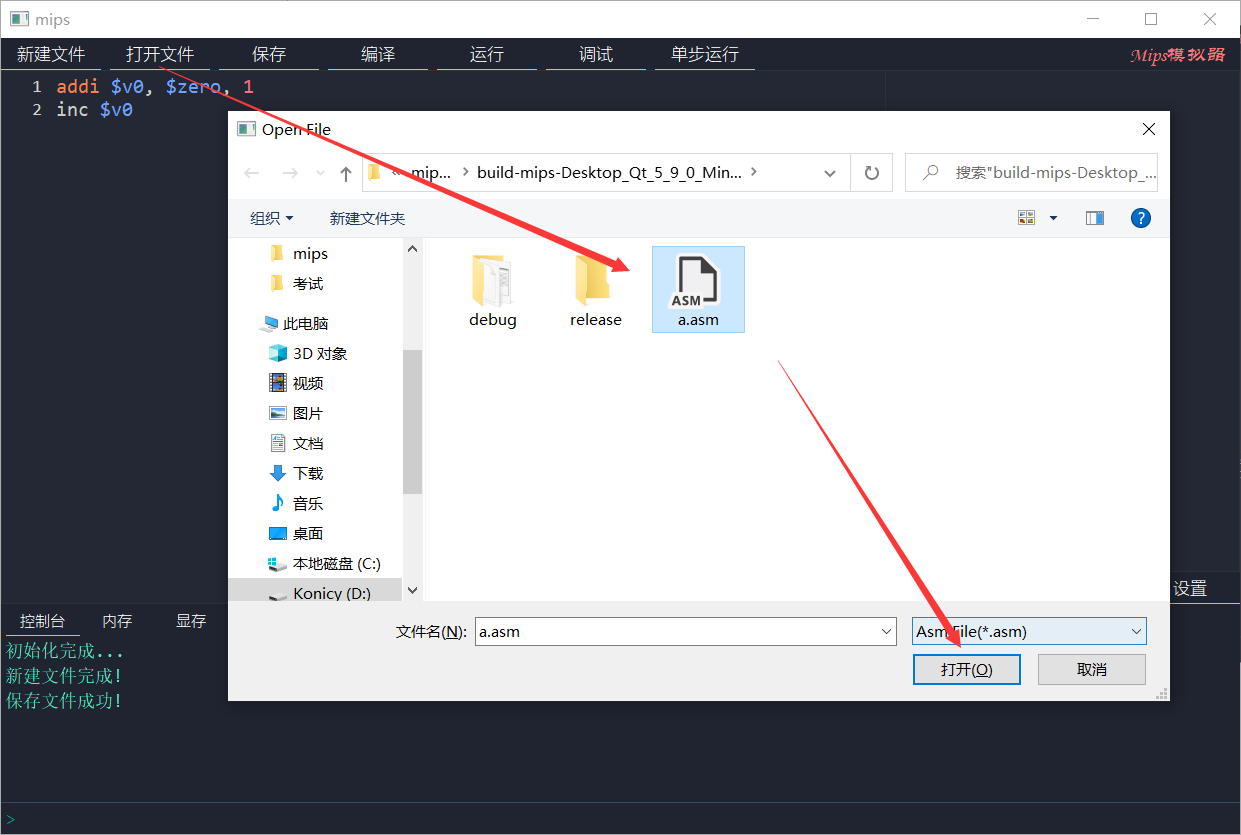 mips
新建文件 打开文件 保存 编译 运行 调试 单步运行 Mips模拟器
1 addi $v0, $zero, 1
2 inc $v0
Open File
« mip... > build-mips-Desktop_Qt_5_9_0_Min... > 搜索"build-mips-Desktop_...
组织 新建文件夹
mips
考试
此电脑
3D 对象
视频
图片
文档
下载
音乐
桌面
本地磁盘 (C:)
Konicy (D:)
debug release a.asm
ASM
设置
文件名(N): a.asm Asm File(*.asm)
打开(O) 取消
控制台 内存 显存
初始化完成...
新建文件完成!
保存文件成功!
>